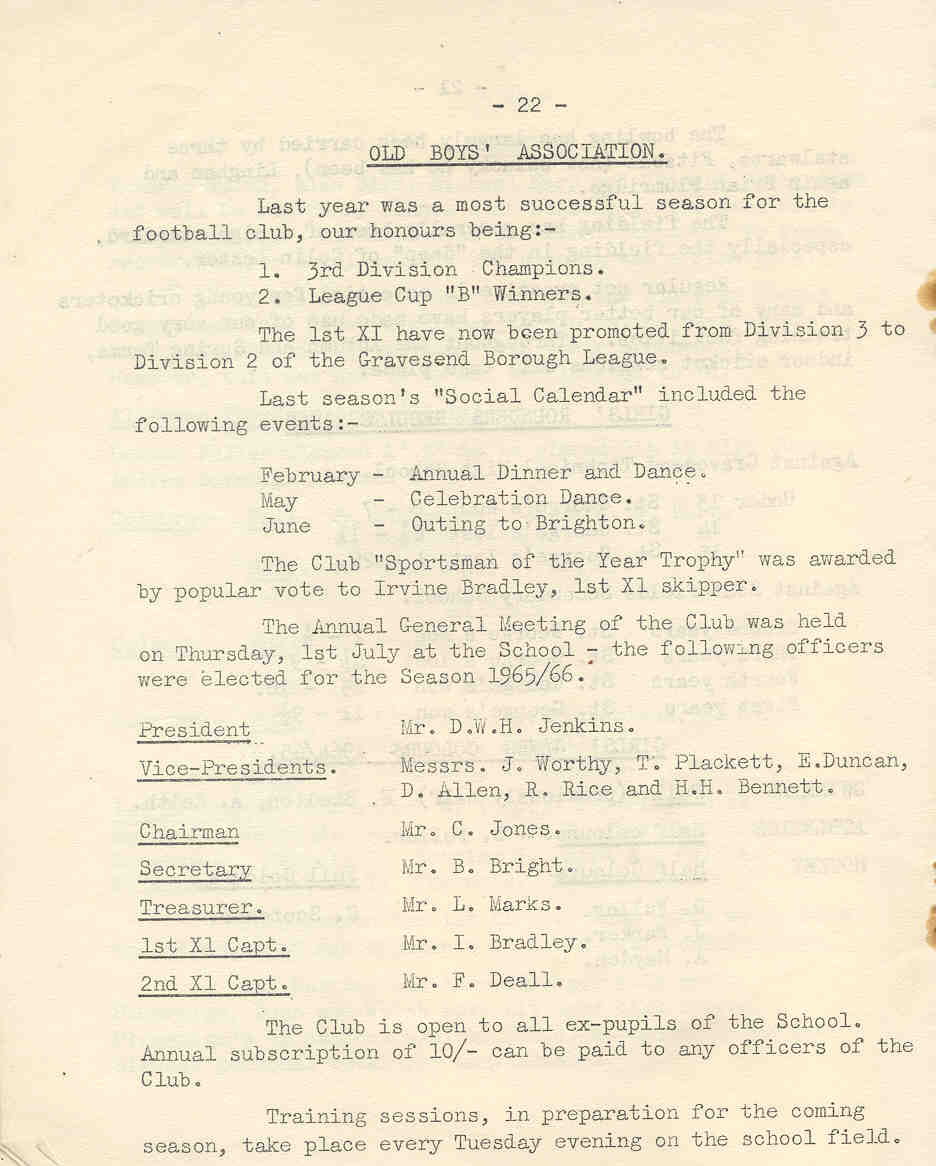 - 22 -
OLD BOYS' ASSOCIATION.
Last year was a most successful season for the
football club, our honours being:-
1. 3rd Division Champions.
2. League Cup "B" Winners.
The 1st XI have now been promoted from Division 3 to
Division 2 of the Gravesend Borough League.
Last season's "Social Calendar" included the
following events:-
February - Annual Dinner and Dance.
May - Celebration Dance.
June - Outing to Brighton.
The Club "Sportsman of the Year Trophy" was awarded
by popular vote to Irvine Bradley, 1st Xl skipper.
The Annual General Meeting of the Club was held
on Thursday, 1st July at the School - the following officers
were elected for the Season 1965/66.
President Mr. D.W.H. Jenkins.
Vice-Presidents. Messrs. J. Worthy, T. Plackett, E.Duncan,
D. Allen, R. Rice and H.H. Bennett.
Chairman Mr. C. Jones.
Secretary Mr. B. Bright.
Treasurer. Mr. L. Marks.
1st Xl Capt. Mr. I. Bradley.
2nd Xl Capt. Mr. F. Deall.
The Club is open to all ex-pupils of the School.
Annual subscription of 10/- can be paid to any officers of the
Club.
Training sessions, in preparation for the coming
season, take place every Tuesday evening on the school field.